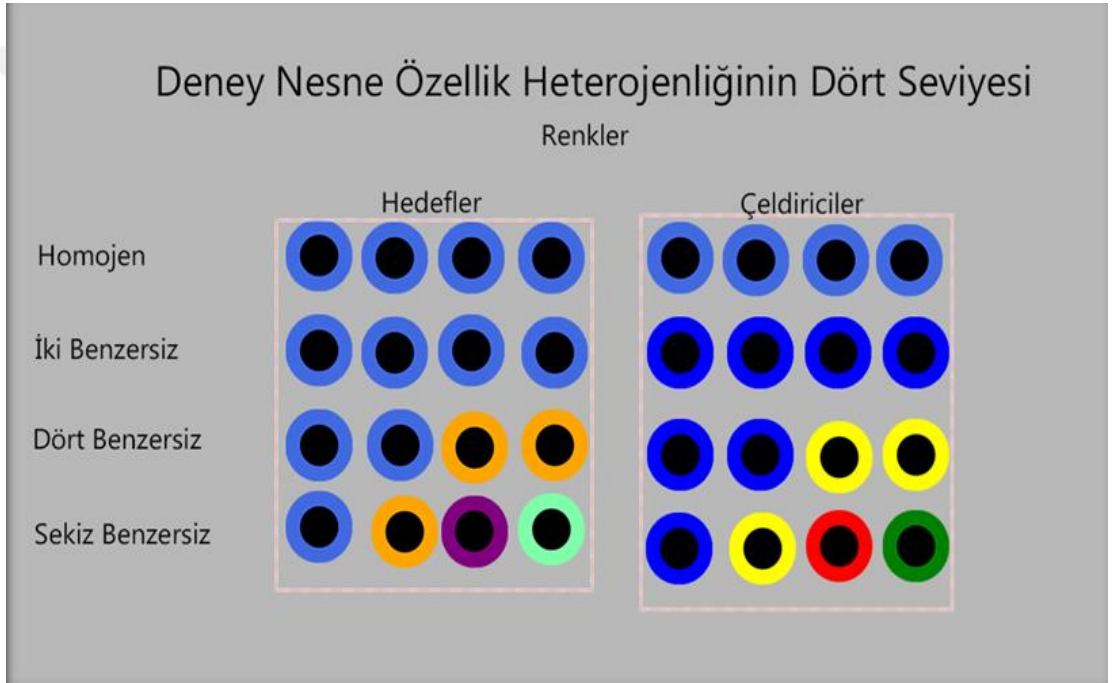 Deney Nesne Özellik Heterojenliğinin Dört Seviyesi
Renkler
Hedefler
Çeldiriciler
Homojen
İki Benzersiz
Dört Benzersiz
Sekiz Benzersiz